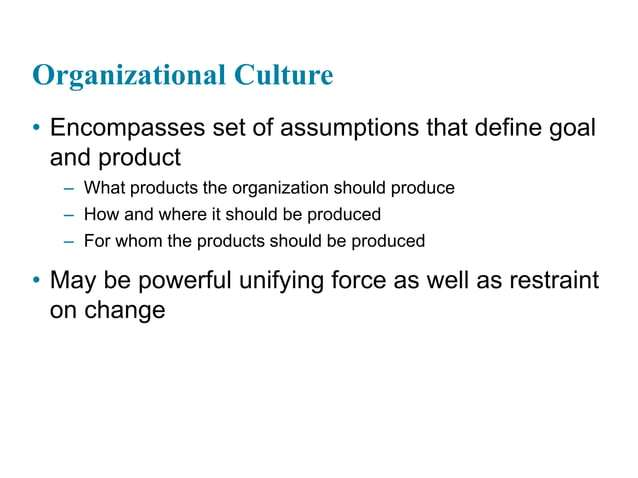 Organizational Culture
• Encompasses set of assumptions that define goal
and product
– What products the organization should produce
– How and where it should be produced
– For whom the products should be produced
• May be powerful unifying force as well as restraint
on change